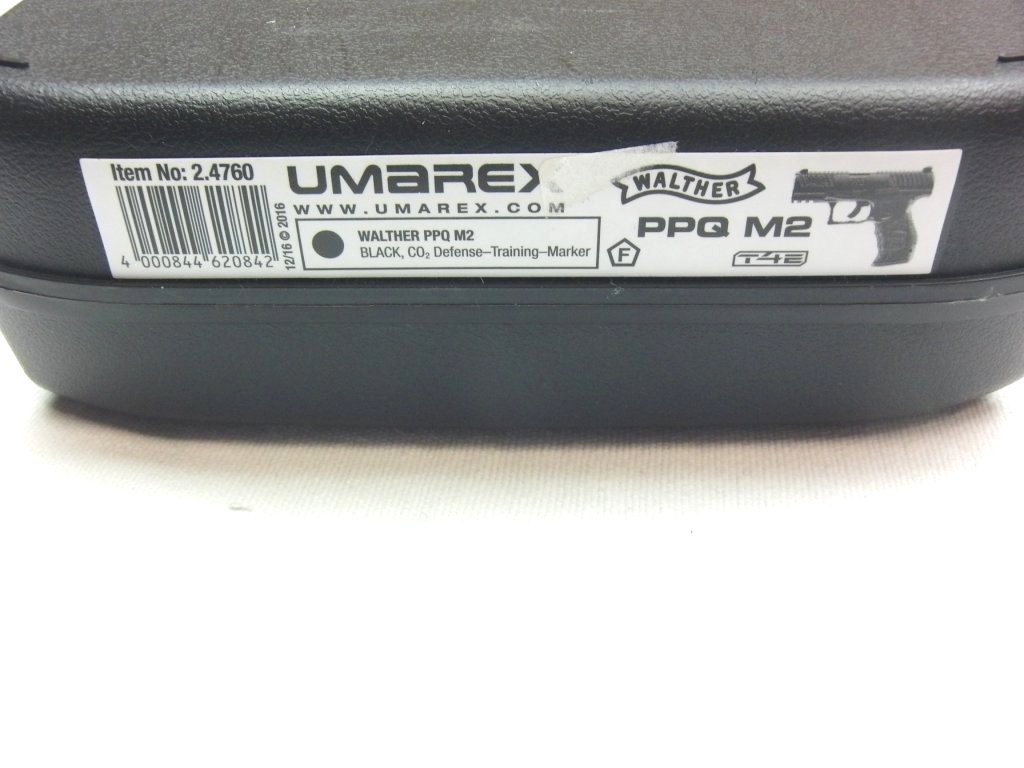 Item No: 2.4760
4 000844 620842
12/16 © 2016
UMAREX
WWW.UMAREX.COM
WALTHER PPQ M2
BLACK, CO₂ Defense–Training–Marker
F
WALTHER
PPQ M2
T4E